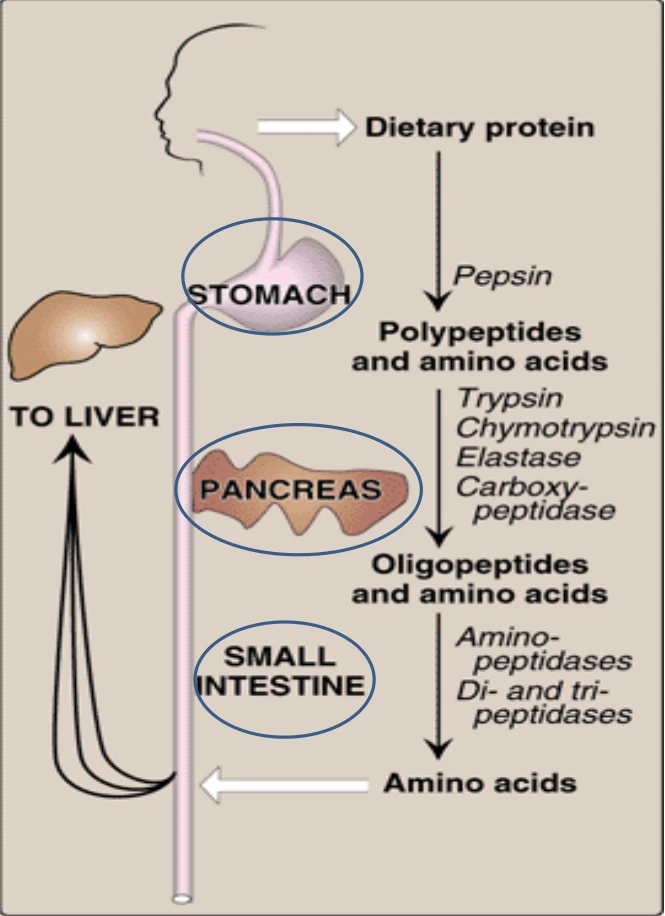 Dietary protein
Pepsin
STOMACH
Polypeptides
and amino acids
TO LIVER
Trypsin
Chymotrypsin
Elastase
Carboxy-
peptidase
PANCREAS
Oligopeptides
and amino acids
SMALL
INTESTINE
Amino-
peptidases
Di- and tri-
peptidases
Amino acids